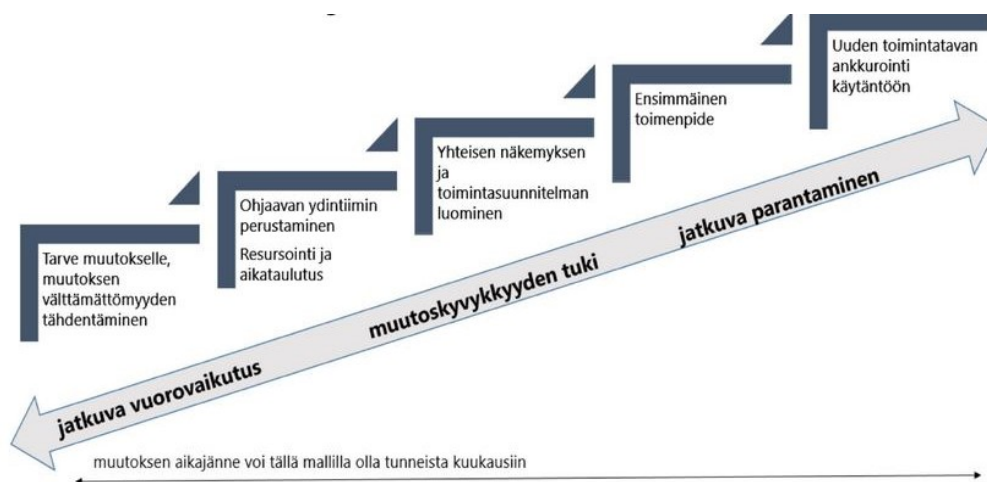 Tarve muutokselle,
muutoksen
välttämättömyyden
tähdentäminen
Ohjaavan ydintiimin
perustaminen
Resursointi ja
aikataulutus
Yhteisen näkemyksen
ja
toimintasuunnitelman
luominen
Ensimmäinen
toimenpide
Uuden toimintatavan
ankkurointi
käytäntöön
jatkuva vuorovaikutus
muutoskyvykkyyden tuki
jatkuva parantaminen
muutoksen aikajänne voi tällä mallilla olla tunneista kuukausiin